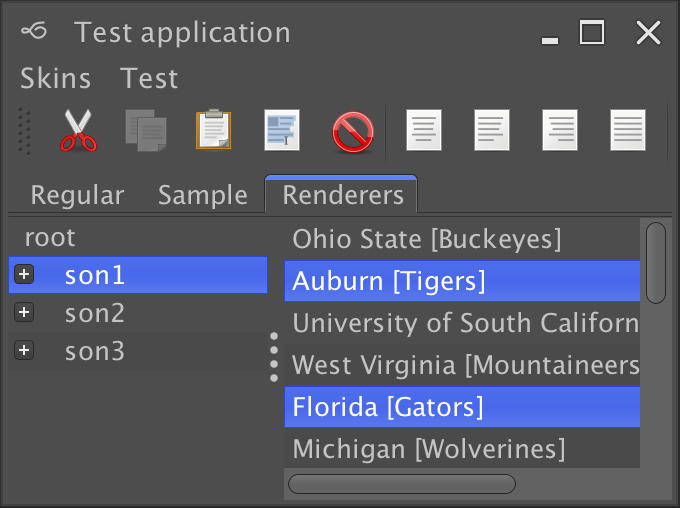 Test application
Skins Test
Regular Sample Renderers
root
son1
son2
son3
Ohio State [Buckeyes]
Auburn [Tigers]
University of South Californ
West Virginia [Mountaineers
Florida [Gators]
Michigan [Wolverines]